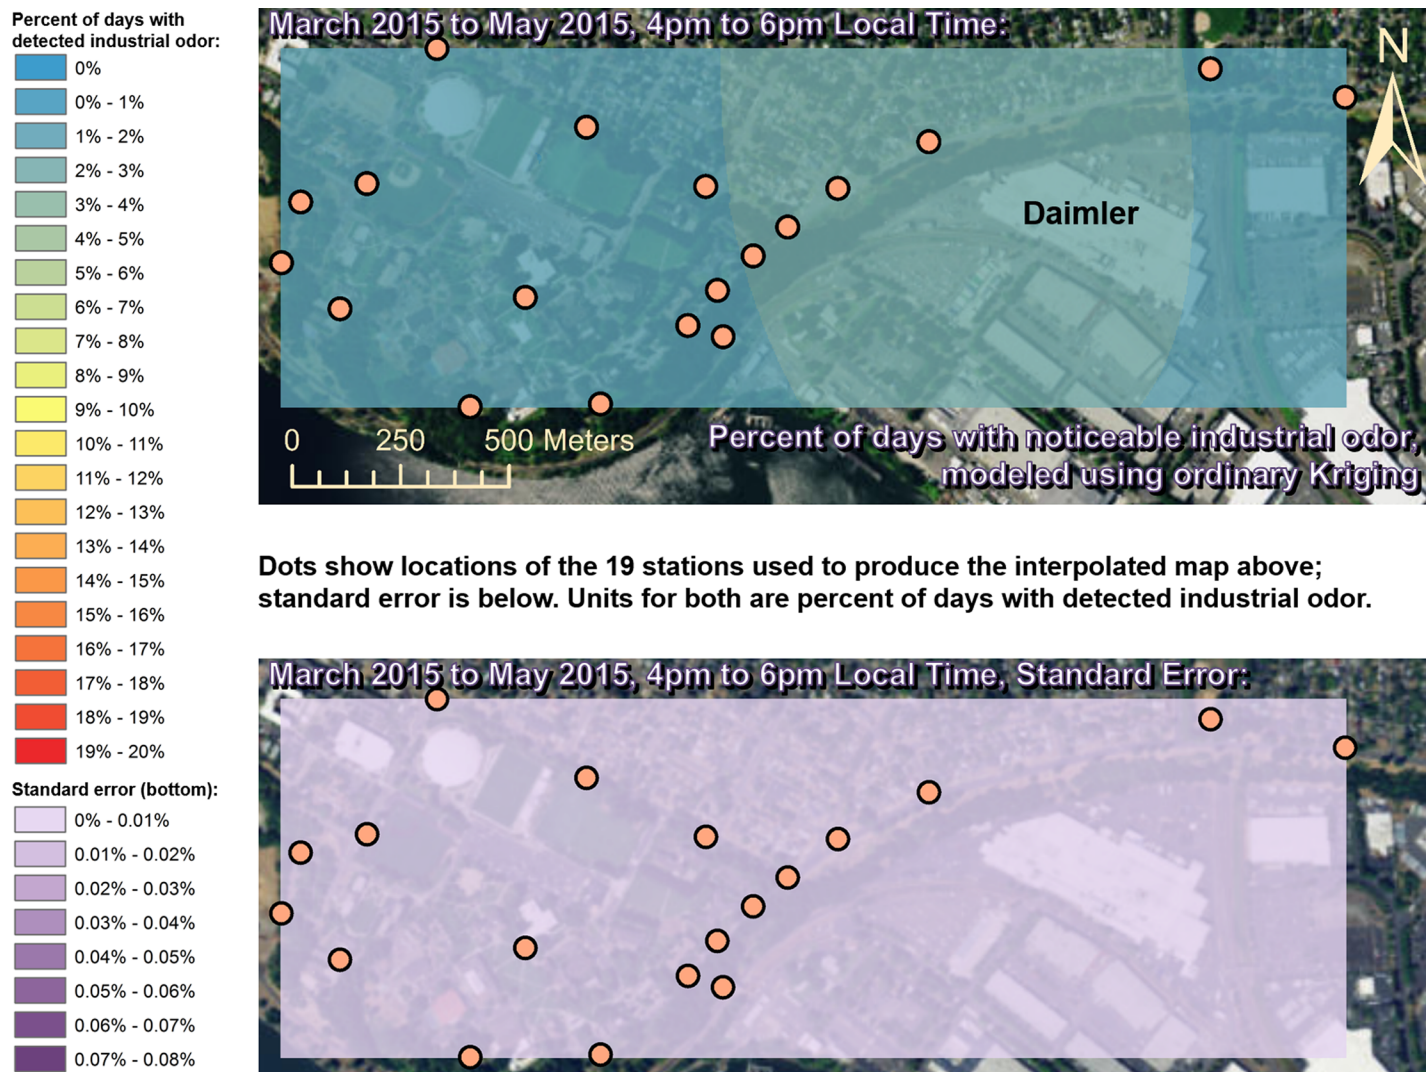 Percent of days with
detected industrial odor:
0%
0% - 1%
1% - 2%
2% - 3%
3% - 4%
4% - 5%
5% - 6%
6% - 7%
7% - 8%
8% - 9%
9% - 10%
10% - 11%
11% - 12%
12% - 13%
13% - 14%
14% - 15%
15% - 16%
16% - 17%
17% - 18%
18% - 19%
19% - 20%
Standard error (bottom):
0% - 0.01%
0.01% - 0.02%
0.02% - 0.03%
0.03% - 0.04%
0.04% - 0.05%
0.05% - 0.06%
0.06% - 0.07%
0.07% - 0.08%
March 2015 to May 2015, 4pm to 6pm Local Time:
N
Daimler
0 250 500 Meters
Percent of days with noticeable industrial odor,
modeled using ordinary Kriging
Dots show locations of the 19 stations used to produce the interpolated map above;
standard error is below. Units for both are percent of days with detected industrial odor.
March 2015 to May 2015, 4pm to 6pm Local Time, Standard Error: